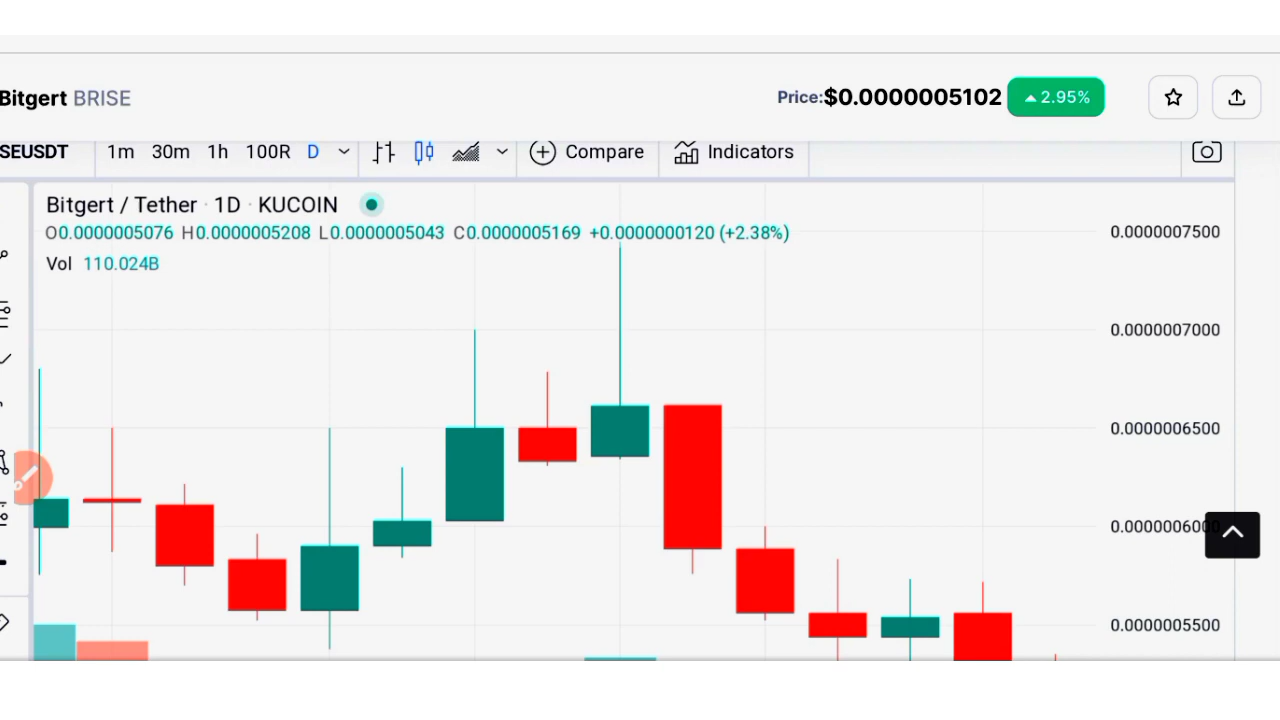 Bitgert BRISE
Price:$0.0000005102 2.95%
SEUSDT 1m 30m 1h 100R D Compare Indicators
Bitgert / Tether · 1D · KUCOIN
O0.0000005076 H0.0000005208 L0.0000005043 C0.0000005169 +0.0000000120 (+2.38%)
Vol 110.024B
0.0000007500
0.0000007000
0.0000006500
0.0000006000
0.0000005500